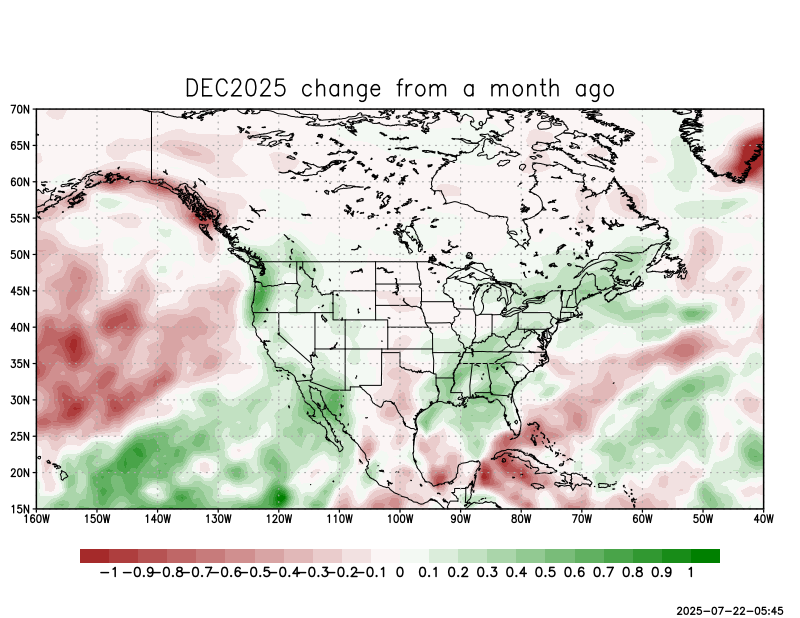 DEC2025 change from a month ago
70N
65N
60N
55N
50N
45N
40N
35N
30N
25N
20N
15N
160W 150W 140W 130W 120W 110W 100W 90W 80W 70W 60W 50W 40W
-1 -0.9 -0.8 -0.7 -0.6 -0.5 -0.4 -0.3 -0.2 -0.1 0 0.1 0.2 0.3 0.4 0.5 0.6 0.7 0.8 0.9 1
2025-07-22-05:45